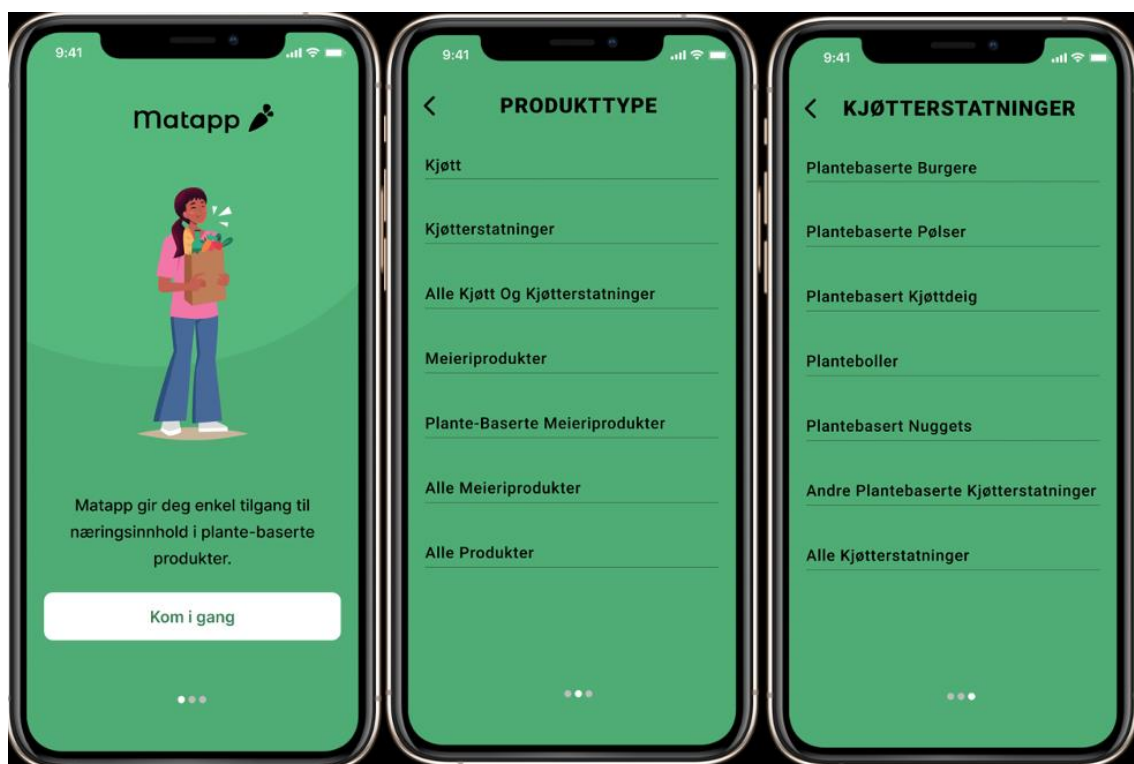 9:41
Matapp
Matapp gir deg enkel tilgang til
næringsinnhold i plante-baserte
produkter.
Kom i gang
9:41
PRODUKTTYPE
Kjøtt
Kjøtterstatninger
Alle Kjøtt Og Kjøtterstatninger
Meieriprodukter
Plante-Baserte Meieriprodukter
Alle Meieriprodukter
Alle Produkter
9:41
KJØTTERSTATNINGER
Plantebaserte Burgere
Plantebaserte Pølser
Plantebasert Kjøttdeig
Planteboller
Plantebasert Nuggets
Andre Plantebaserte Kjøtterstatninger
Alle Kjøtterstatninger